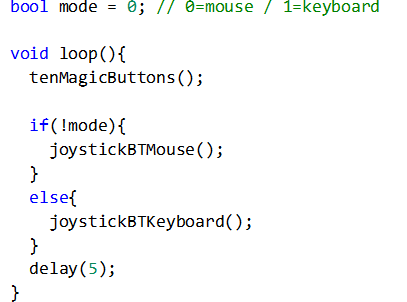 bool mode = 0; // 0=mouse / 1=keyboard
void loop(){
tenMagicButtons();
if(!mode){
joystickBTMouse();
}
else{
joystickBTKeyboard();
}
delay(5);
}